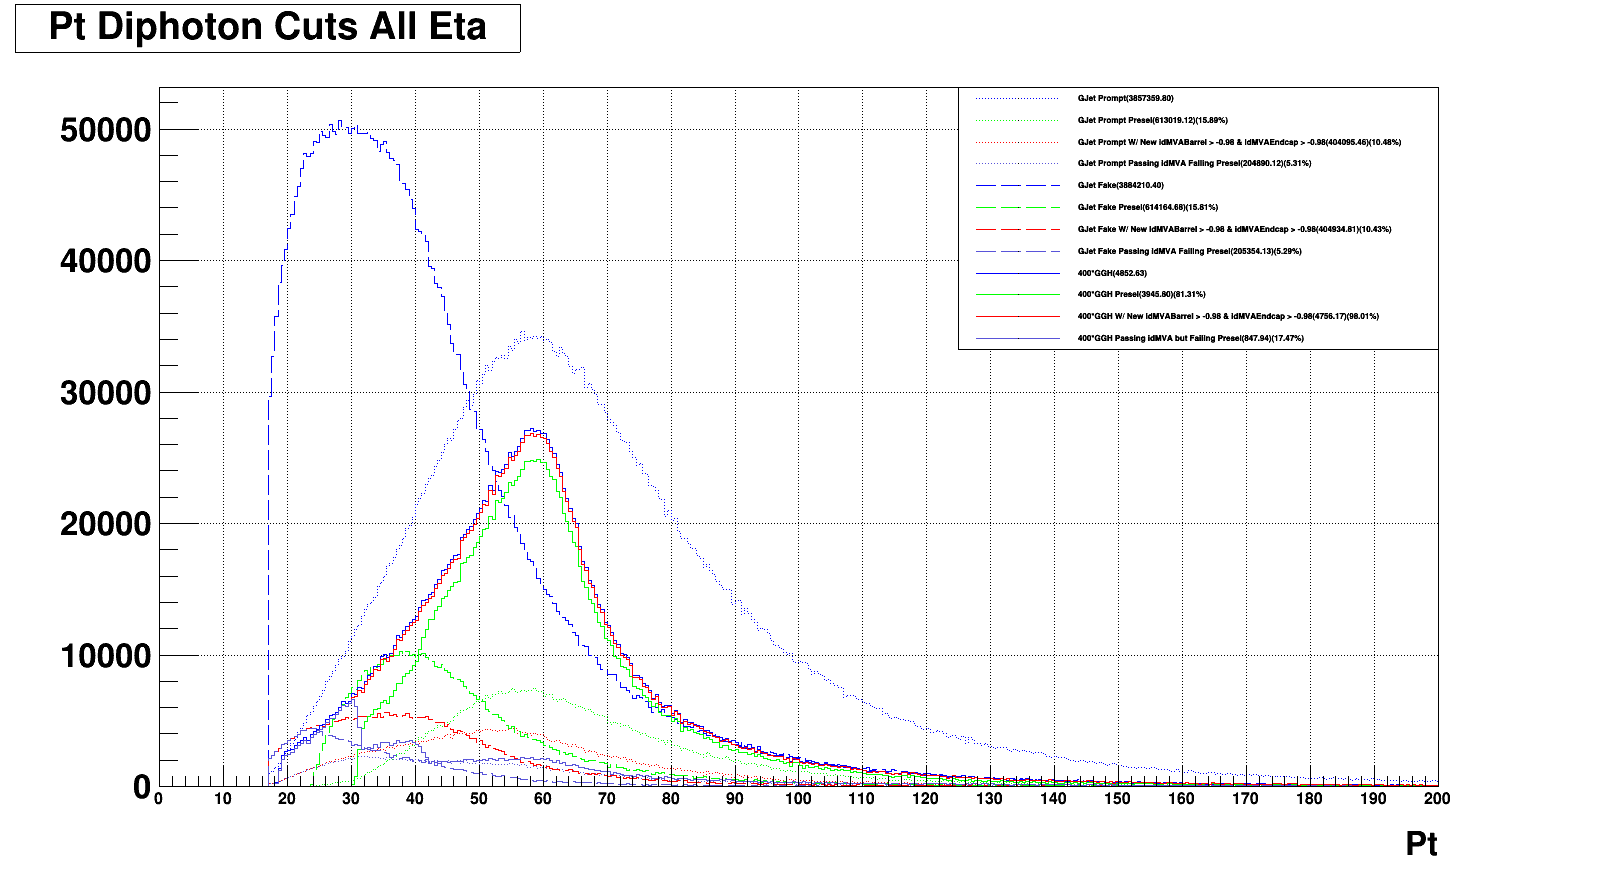 Pt Diphoton Cuts All Eta
GJet Prompt(3857359.80)
GJet Prompt Presel(613019.12)(15.89%)
GJet Prompt W/ New idMVABarrel > -0.98 & idMVAEndcap > -0.98(404095.46)(10.48%)
GJet Prompt Passing idMVA Failing Presel(204890.12)(5.31%)
GJet Fake(3884210.40)
GJet Fake Presel(614164.68)(15.81%)
GJet Fake W/ New idMVABarrel > -0.98 & idMVAEndcap > -0.98(404934.81)(10.43%)
GJet Fake Passing idMVA Failing Presel(205354.13)(5.29%)
400*GGH(4852.63)
400*GGH Presel(3945.80)(81.31%)
400*GGH W/ New idMVABarrel > -0.98 & idMVAEndcap > -0.98(4756.17)(98.01%)
400*GGH Passing idMVA but Failing Presel(847.94)(17.47%)
50000
40000
30000
20000
10000
0
0 10 20 30 40 50 60 70 80 90 100 110 120 130 140 150 160 170 180 190 200
Pt